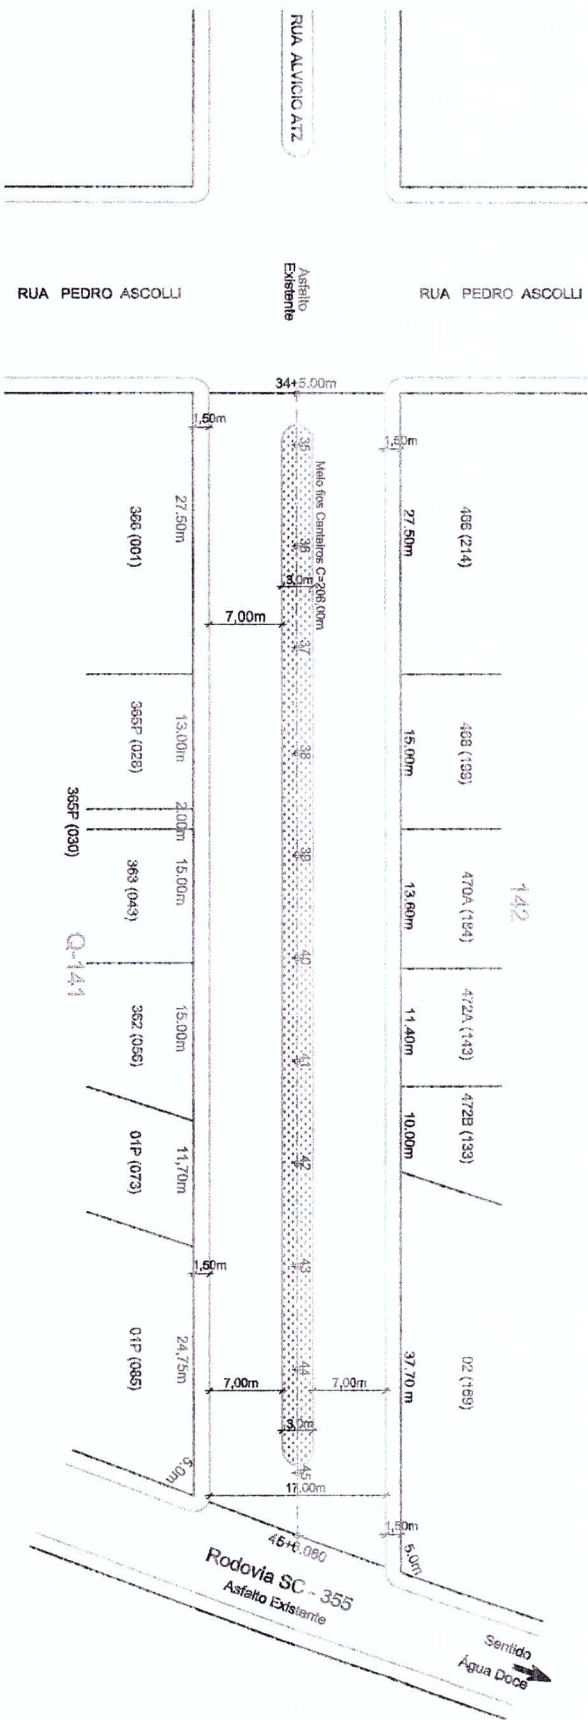 RUA ALVICIO ATZ
RUA PEDRO ASCOLLI
Asfalto
Existente
RUA PEDRO ASCOLLI
34+5.00m
1,50m
1,50m
35
Meio fios Canteiros C=206,00m
366 (001)
27.50m
27.50m
466 (214)
36
3,0m
7,00m
37
365P (028)
13.00m
38
15.00m
468 (199)
365P (030)
2.00m
363 (043)
15.00m
39
13.60m
470A (184)
142
Q-141
40
362 (056)
15.00m
41
11.40m
472A (143)
01P (073)
11,70m
42
10.00m
472B (133)
1,50m
43
01P (085)
24,75m
44
37.70 m
02 (169)
7,00m
7,00m
3,0m
5.0m
45
17,00m
1,50m
5.0m
Rodovia SC - 355
Asfalto Existente
Sentido
Água Doce